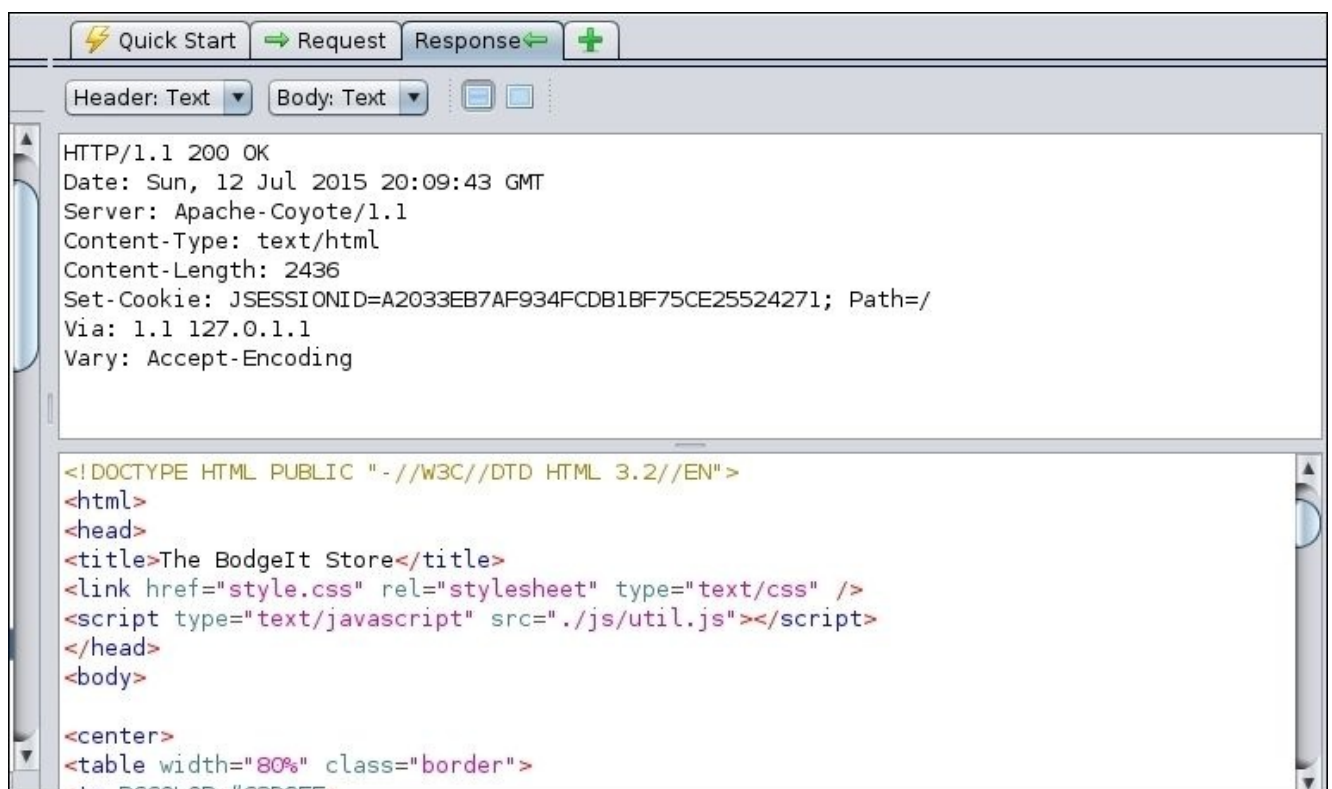 Quick Start Request Response
Header: Text Body: Text
HTTP/1.1 200 OK
Date: Sun, 12 Jul 2015 20:09:43 GMT
Server: Apache-Coyote/1.1
Content-Type: text/html
Content-Length: 2436
Set-Cookie: JSESSIONID=A2033EB7AF934FCDB1BF75CE25524271; Path=/
Via: 1.1 127.0.1.1
Vary: Accept-Encoding
<!DOCTYPE HTML PUBLIC "-//W3C//DTD HTML 3.2//EN">
<html>
<head>
<title>The BodgeIt Store</title>
<link href="style.css" rel="stylesheet" type="text/css" />
<script type="text/javascript" src="./js/util.js"></script>
</head>
<body>
<center>
<table width="80%" class="border">